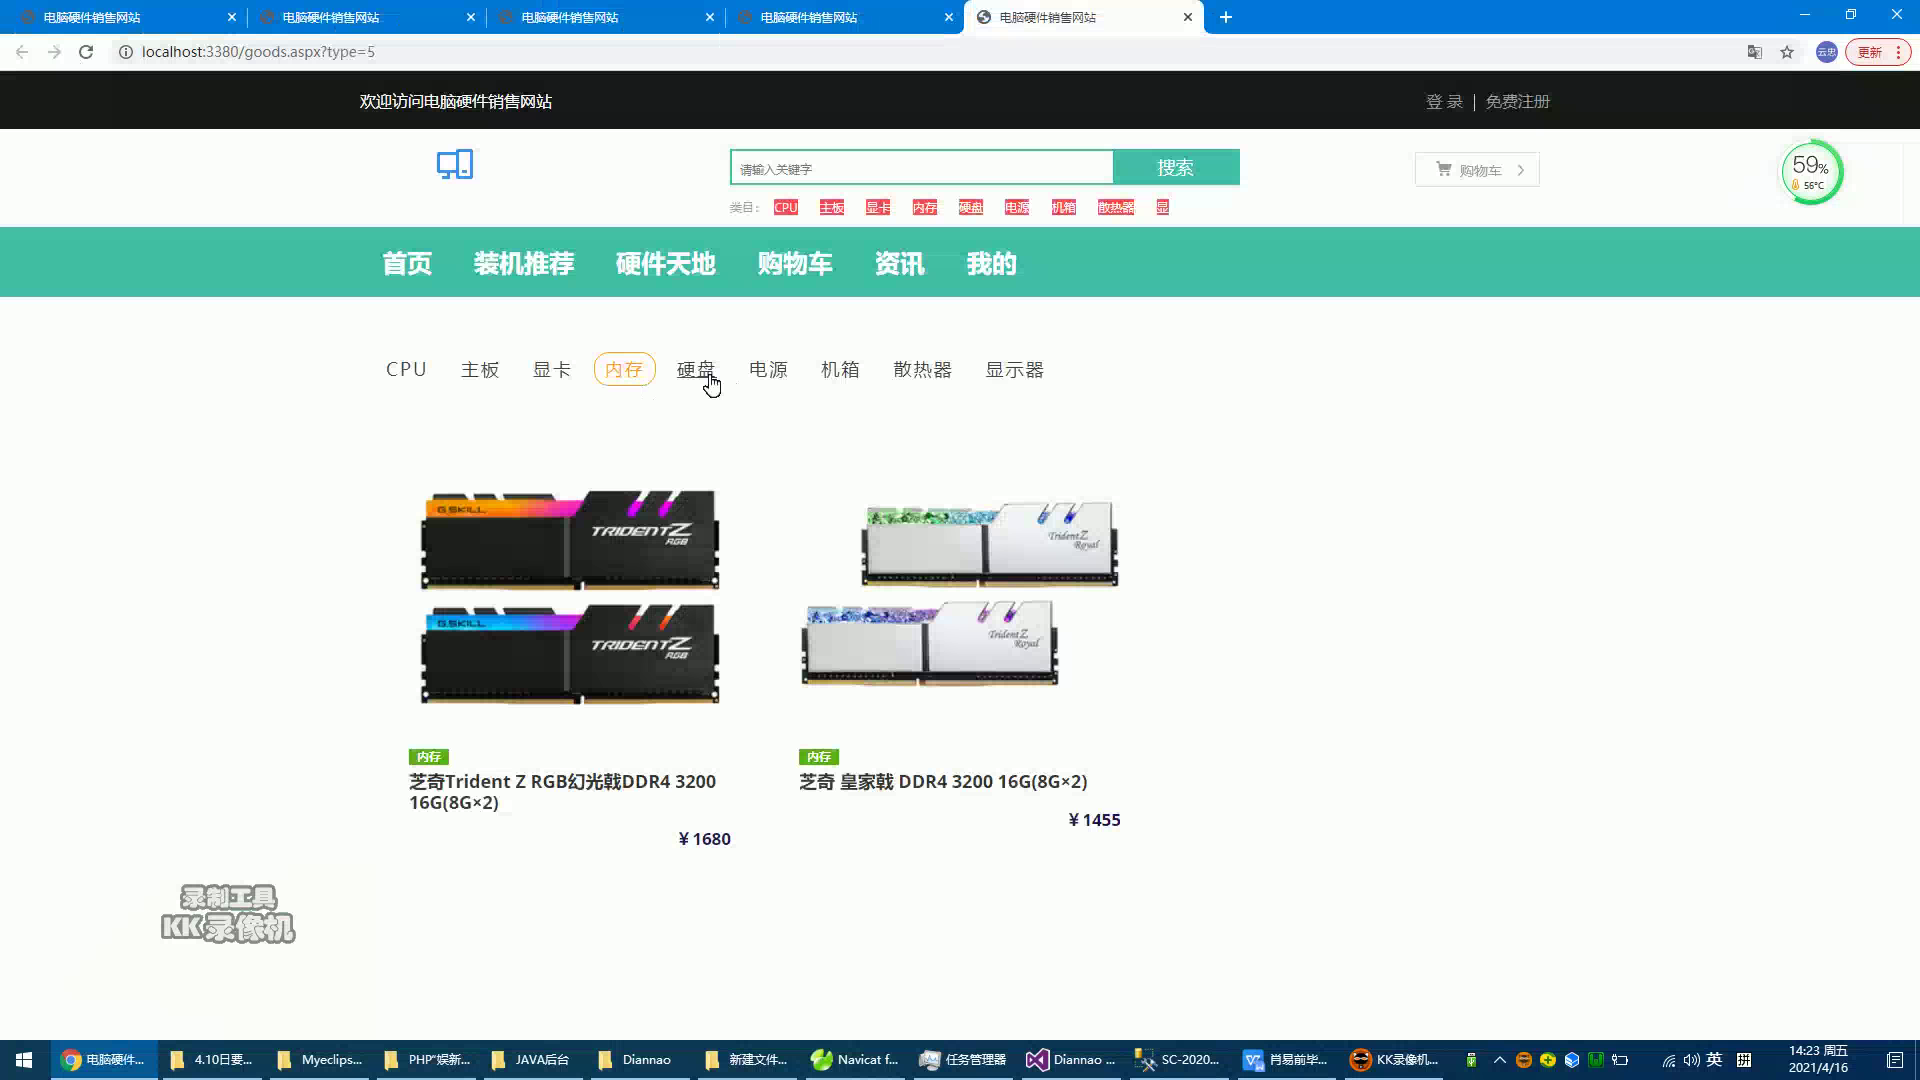 电脑硬件销售网站
电脑硬件销售网站
电脑硬件销售网站
电脑硬件销售网站
电脑硬件销售网站
localhost:3380/goods.aspx?type=5
云忠
更新
欢迎访问电脑硬件销售网站
登 录 | 免费注册
请输入关键字
搜索
购物车
59%
56°C
类目: CPU 主板 显卡 内存 硬盘 电源 机箱 散热器 显
首页 装机推荐 硬件天地 购物车 资讯 我的
CPU 主板 显卡 内存 硬盘 电源 机箱 散热器 显示器
G.SKILL
TRIDENT Z
RGB
G.SKILL
TRIDENT Z
RGB
Trident Z
Royal
Trident Z
Royal
内存
芝奇Trident Z RGB幻光戟DDR4 3200
16G(8G×2)
¥ 1680
内存
芝奇 皇家戟 DDR4 3200 16G(8G×2)
¥ 1455
录制工具
KK录像机
电脑硬件...
4.10日要...
Myeclips...
PHP"娱新...
JAVA后台
Diannao
新建文件...
Navicat f...
任务管理器
Diannao ...
SC-2020...
肖易前毕...
KK录像机...
英
拼
14:23 周五
2021/4/16